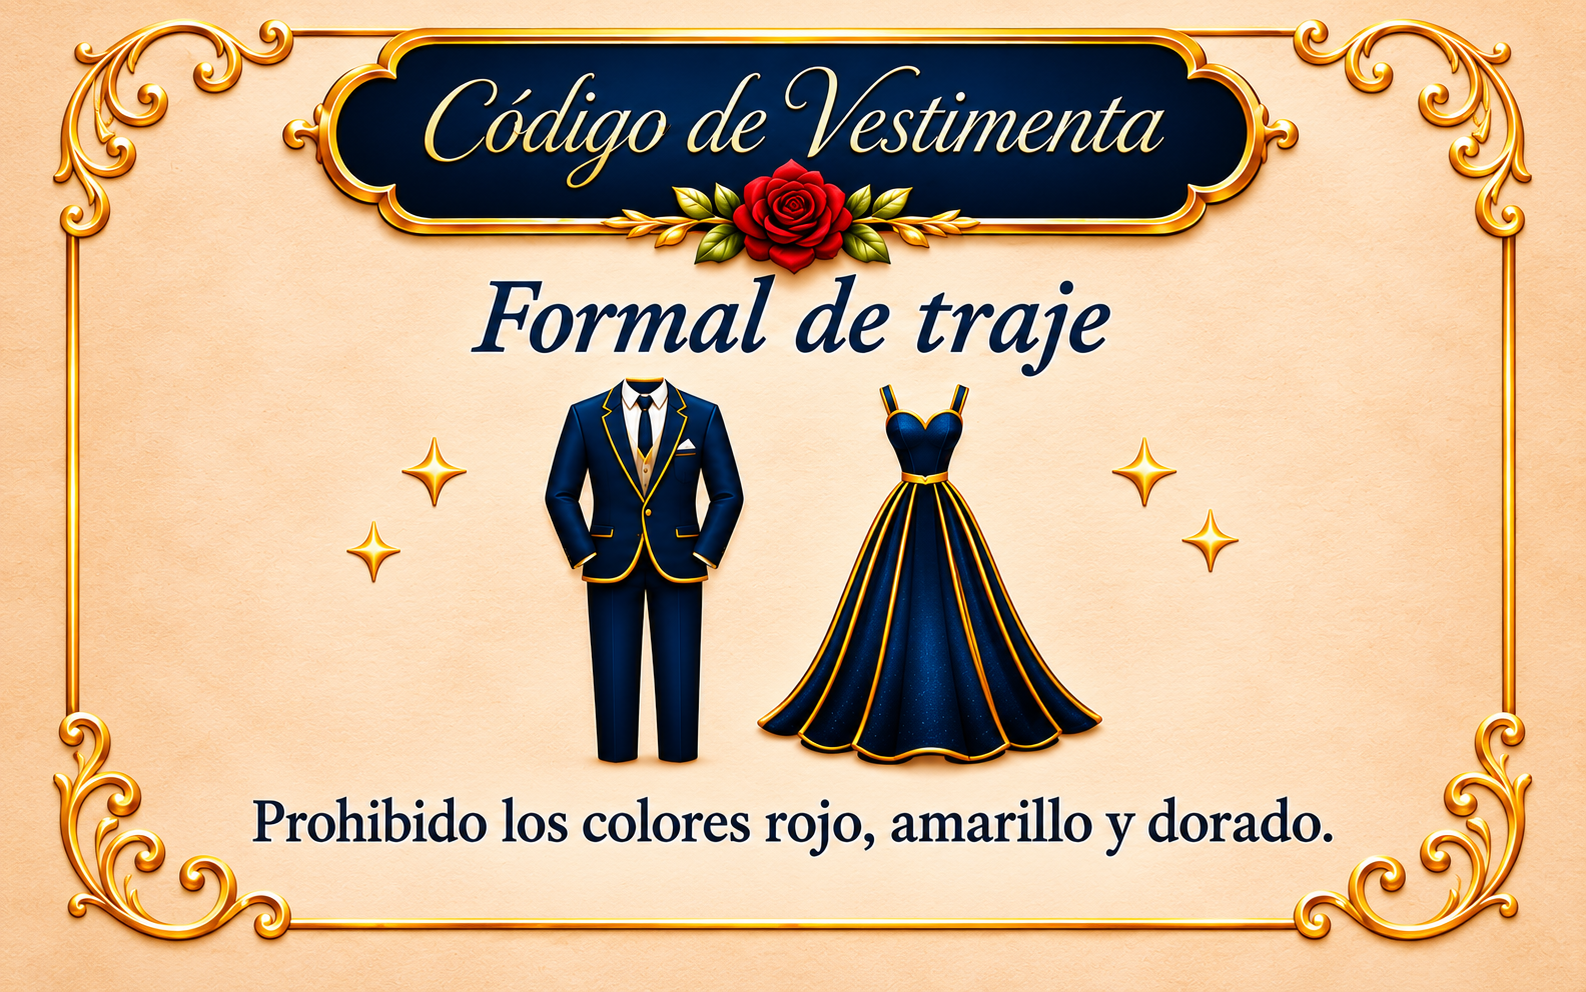 Código de Vestimenta
Formal de traje
Prohibido los colores rojo, amarillo y dorado.